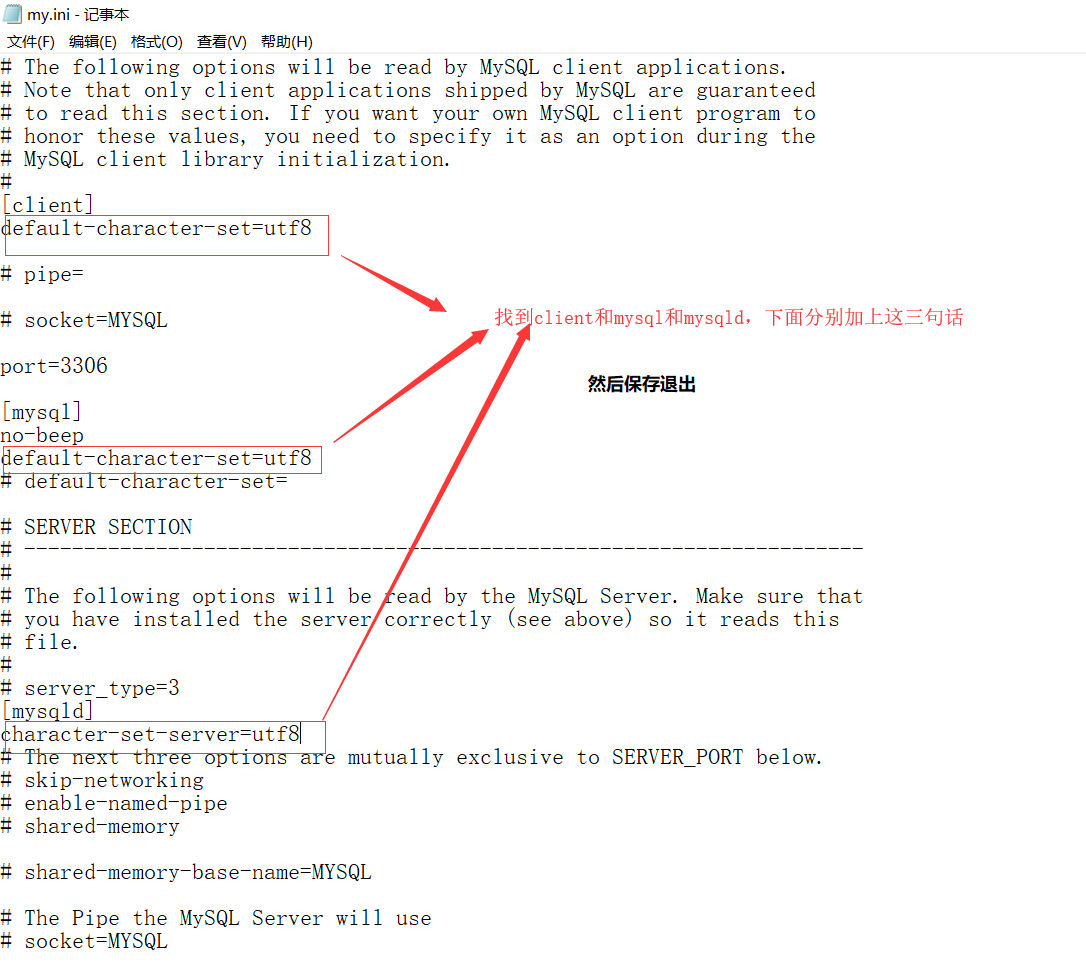 my.ini - 记事本
文件(F) 编辑(E) 格式(O) 查看(V) 帮助(H)
# The following options will be read by MySQL client applications.
# Note that only client applications shipped by MySQL are guaranteed
# to read this section. If you want your own MySQL client program to
# honor these values, you need to specify it as an option during the
# MySQL client library initialization.
#
[client]
default-character-set=utf8
# pipe=
# socket=MYSQL
找到client和mysql和mysqld，下面分别加上这三句话
port=3306
然后保存退出
[mysql]
no-beep
default-character-set=utf8
# default-character-set=
# SERVER SECTION
# ----------------------------------------------------------------------
#
# The following options will be read by the MySQL Server. Make sure that
# you have installed the server correctly (see above) so it reads this
# file.
#
# server_type=3
[mysqld]
character-set-server=utf8
# The next three options are mutually exclusive to SERVER_PORT below.
# skip-networking
# enable-named-pipe
# shared-memory
# shared-memory-base-name=MYSQL
# The Pipe the MySQL Server will use
# socket=MYSQL